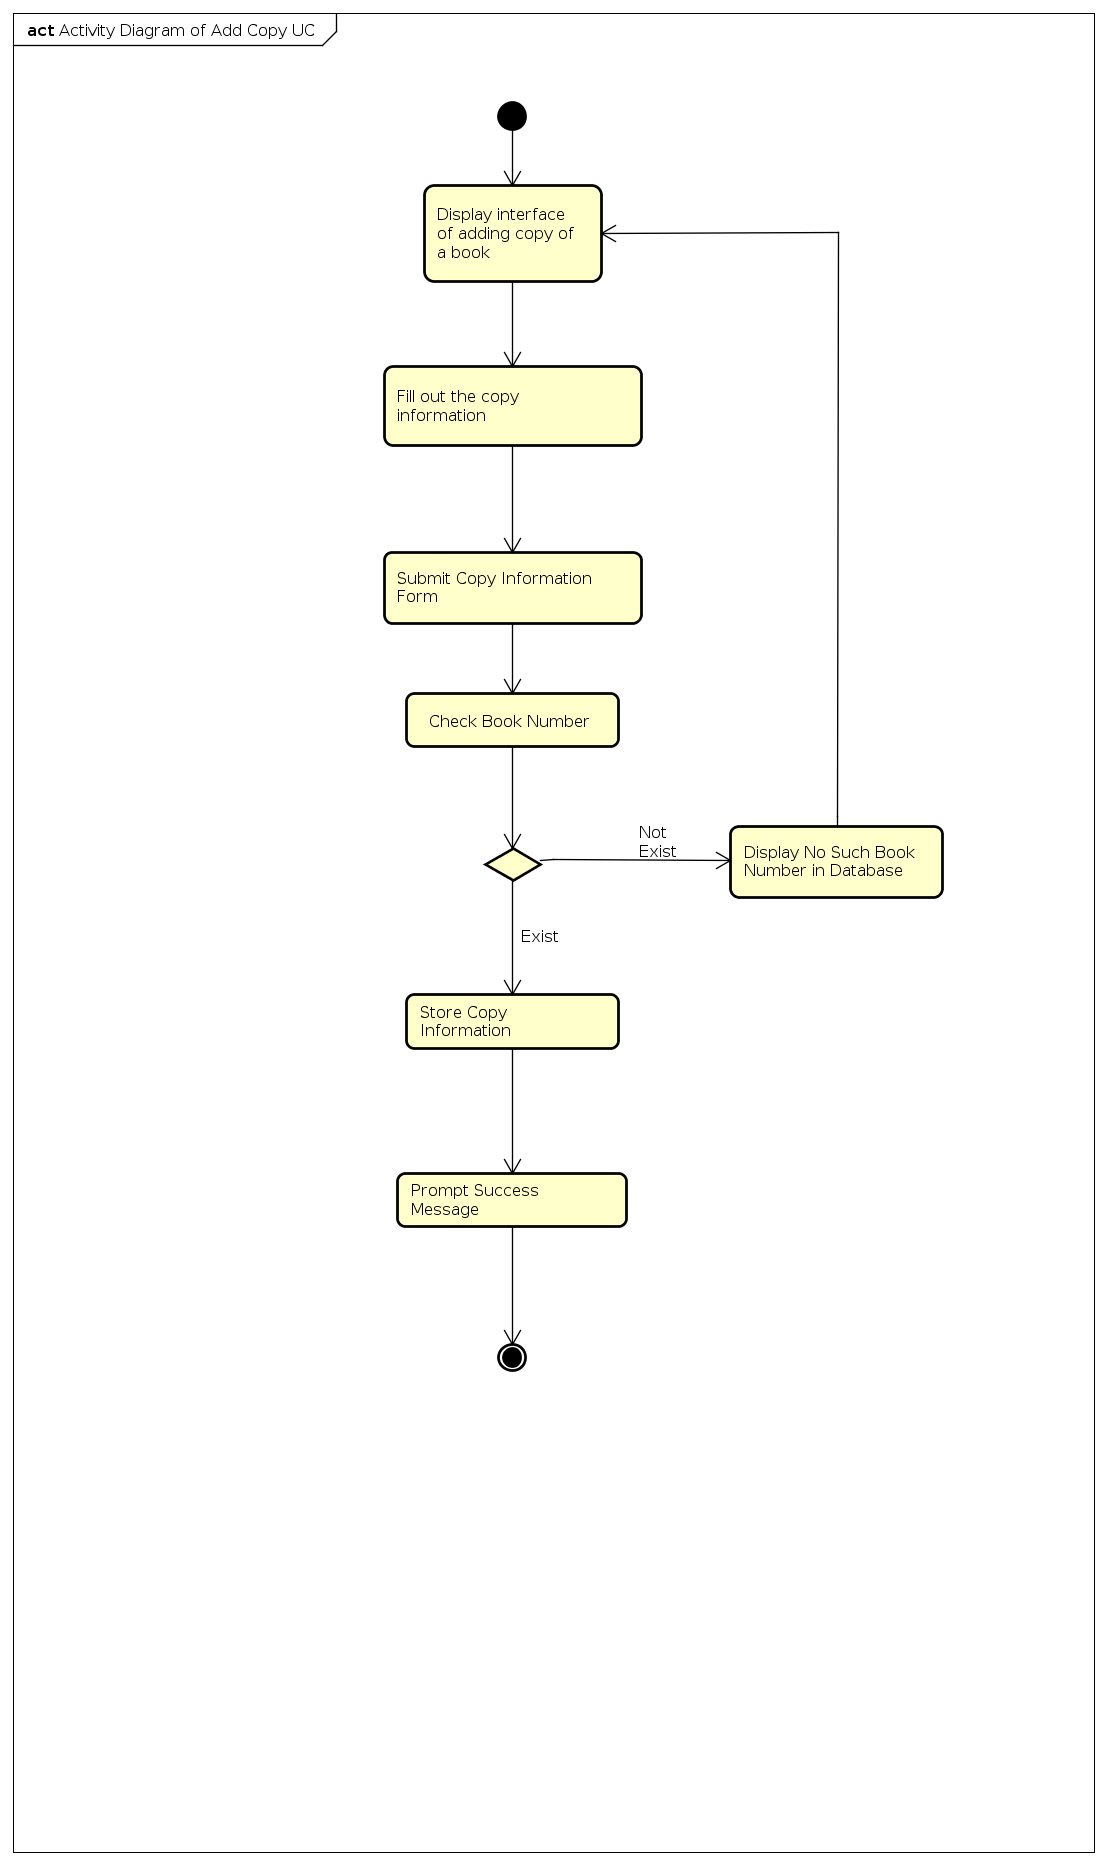 act Activity Diagram of Add Copy UC
Display interface
of adding copy of
a book
Fill out the copy
information
Submit Copy Information
Form
Check Book Number
Not
Exist
Display No Such Book
Number in Database
Exist
Store Copy
Information
Prompt Success
Message